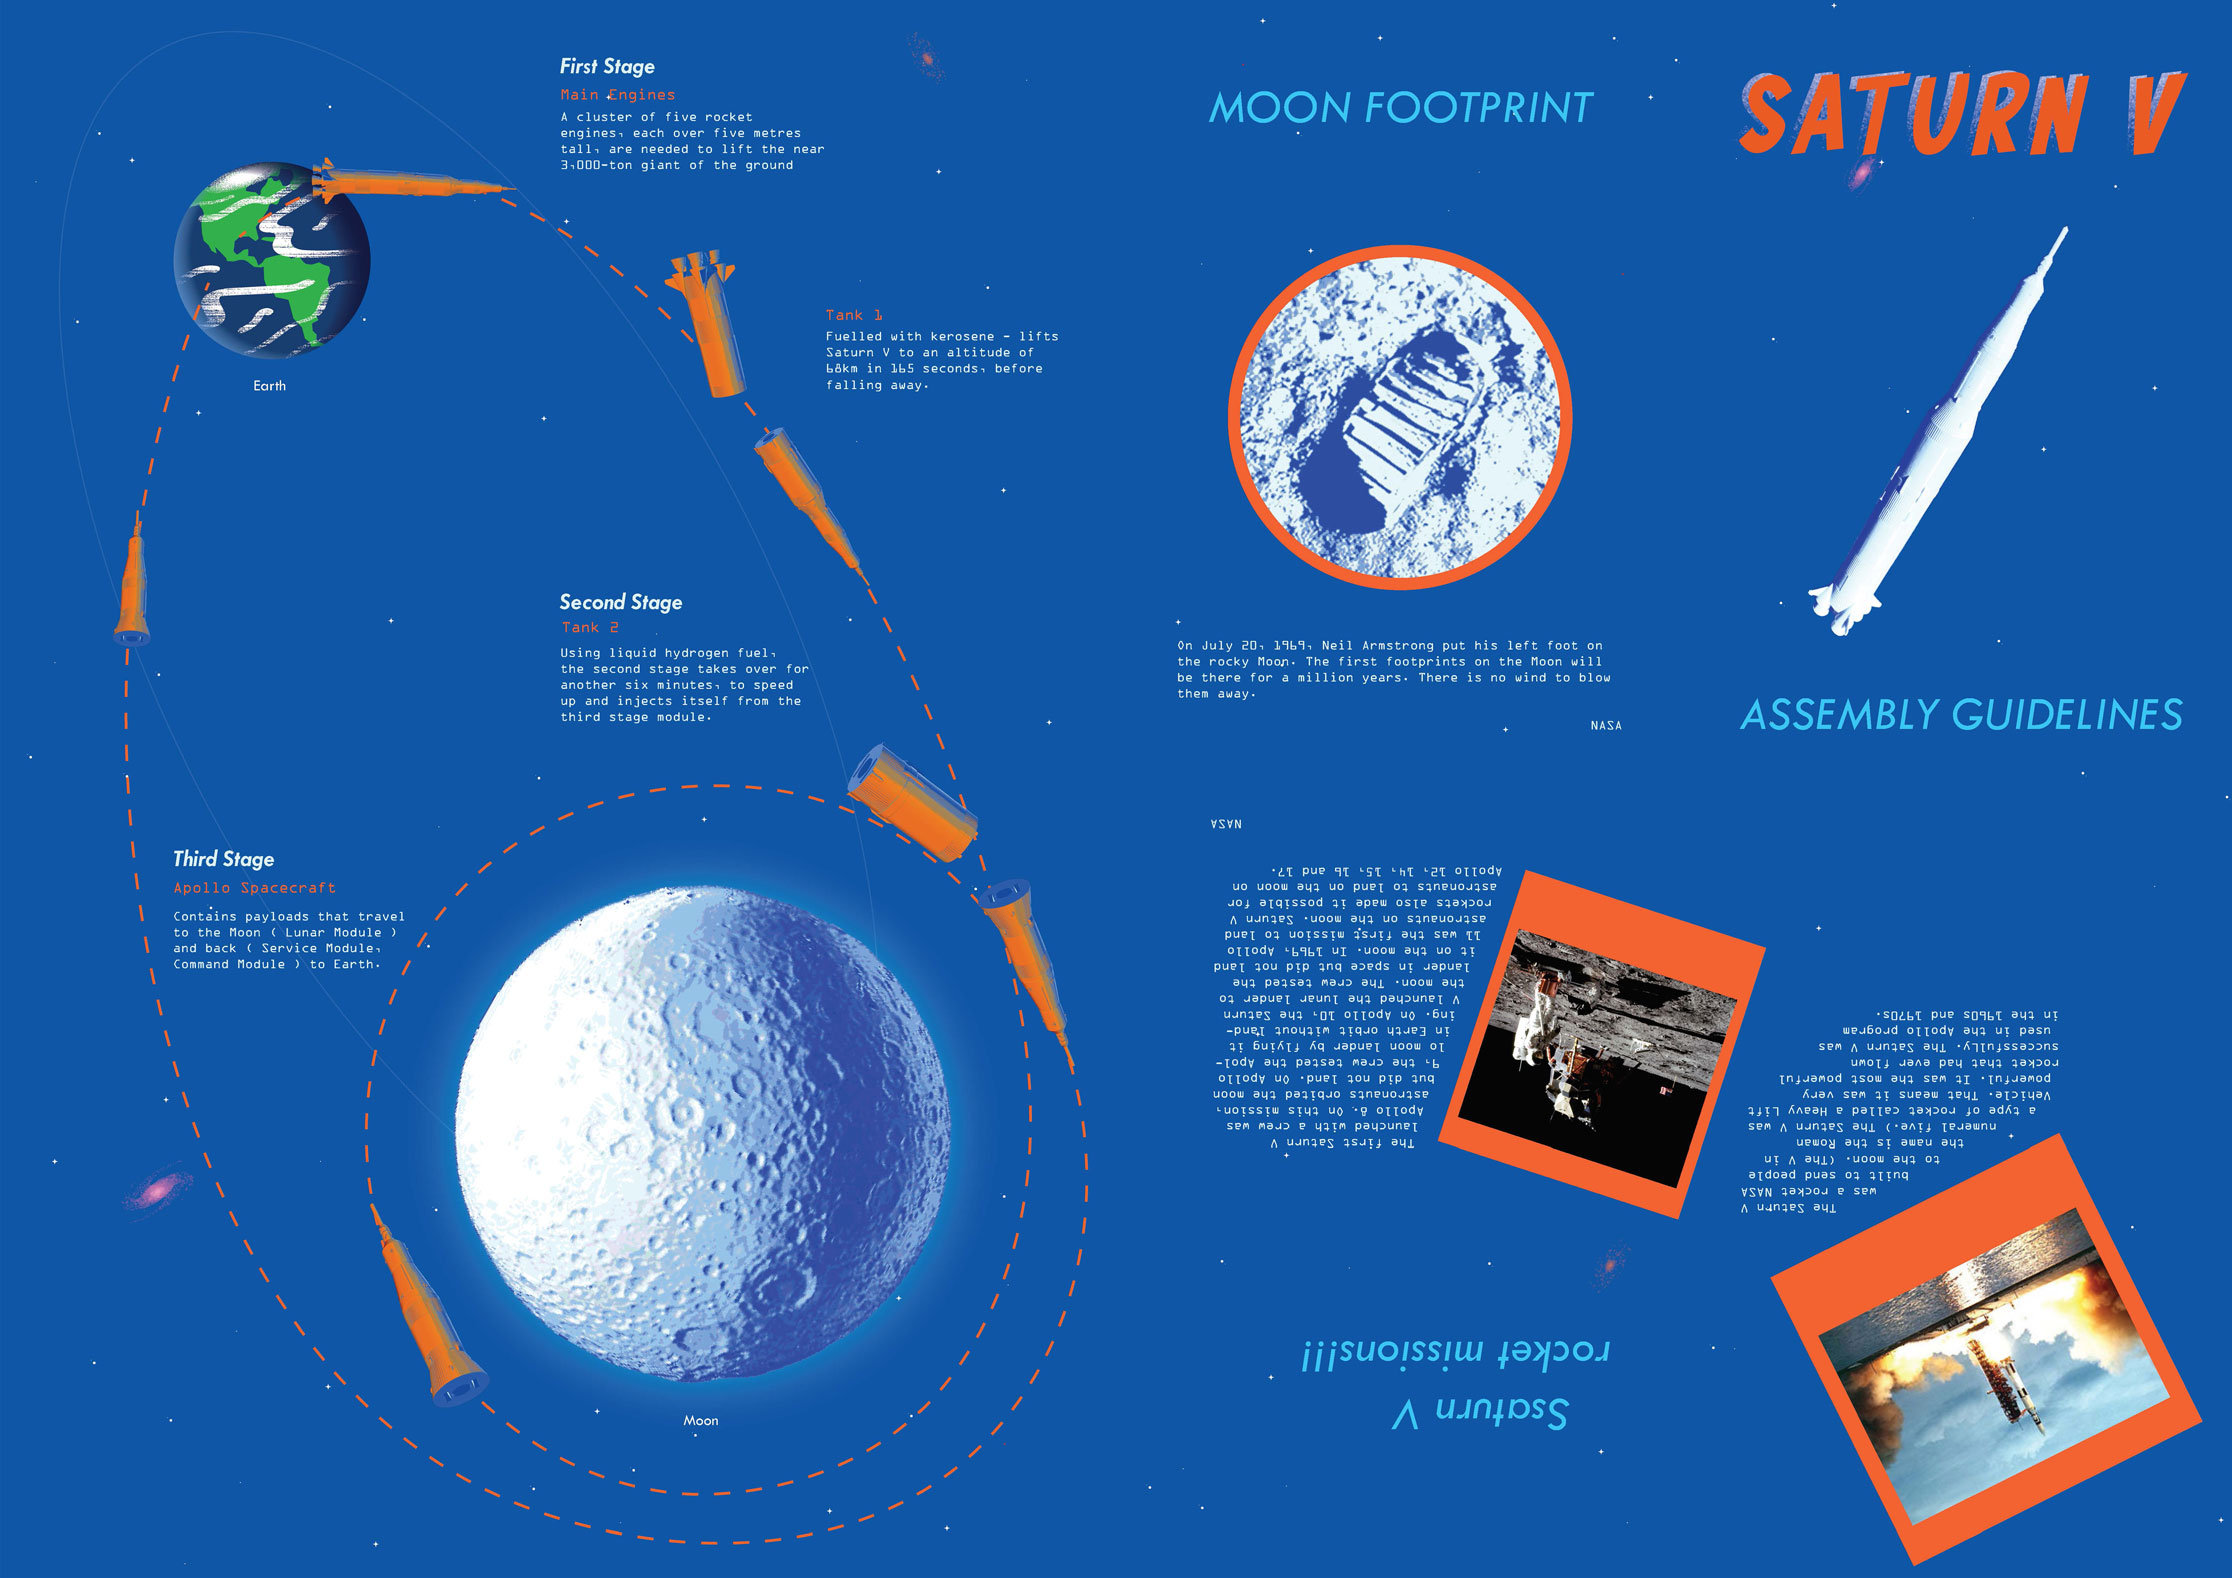 First Stage
Main Engines
A cluster of five rocket
engines, each over five metres
tall, are needed to lift the near
3,000-ton giant of the ground
Tank 1
Fuelled with kerosene - lifts
Saturn V to an altitude of
68km in 165 seconds, before
falling away.
Earth
Second Stage
Tank 2
Using liquid hydrogen fuel,
the second stage takes over for
another six minutes, to speed
up and injects itself from the
third stage module.
Third Stage
Apollo Spacecraft
Contains payloads that travel
to the Moon ( Lunar Module )
and back ( Service Module,
Command Module ) to Earth.
Moon
MOON FOOTPRINT
On July 20, 1969, Neil Armstrong put his left foot on
the rocky Moon. The first footprints on the Moon will
be there for a million years. There is no wind to blow
them away.
NASA
SATURN V
ASSEMBLY GUIDELINES
Ssaturn V
rocket missions!!!
The Saturn V
was a rocket NASA
built to send people
to the moon. (The V in
the name is the Roman
numeral five.) The Saturn V was
a type of rocket called a Heavy Lift
Vehicle. That means it was very
powerful. It was the most powerful
rocket that had ever flown
successfully. The Saturn V was
used in the Apollo program
in the 1960s and 1970s.
The first Saturn V
launched with a crew was
Apollo 8. On this mission,
astronauts orbited the moon
but did not land. On Apollo
9, the crew tested the Apol-
lo moon lander by flying it
in Earth orbit without land-
ing. On Apollo 10, the Saturn
V launched the lunar lander to
the moon. The crew tested the
lander in space but did not land
it on the moon. In 1969, Apollo
11 was the first mission to land
astronauts on the moon. Saturn V
rockets also made it possible for
astronauts to land on the moon on
Apollo 12, 14, 15, 16 and 17.
NASA